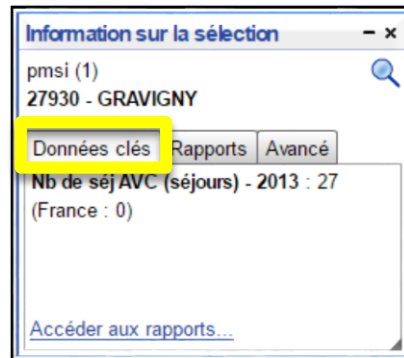 Information sur la sélection
pmsi (1)
27930 - GRAVIGNY
Données clés Rapports Avancé
Nb de séj AVC (séjours) - 2013 : 27
(France : 0)
Accéder aux rapports...